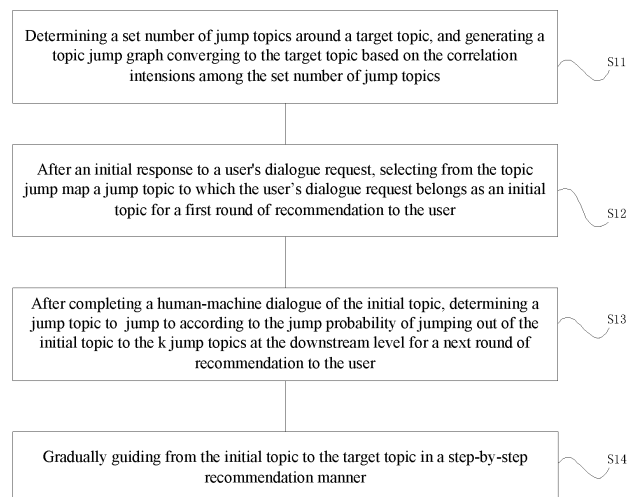 Determining a set number of jump topics around a target topic, and generating a
topic jump graph converging to the target topic based on the correlation
intensions among the set number of jump topics
S11
After an initial response to a user's dialogue request, selecting from the topic
jump map a jump topic to which the user’s dialogue request belongs as an initial
topic for a first round of recommendation to the user
S12
After completing a human-machine dialogue of the initial topic, determining a
jump topic to jump to according to the jump probability of jumping out of the
initial topic to the k jump topics at the downstream level for a next round of
recommendation to the user
S13
Gradually guiding from the initial topic to the target topic in a step-by-step
recommendation manner
S14